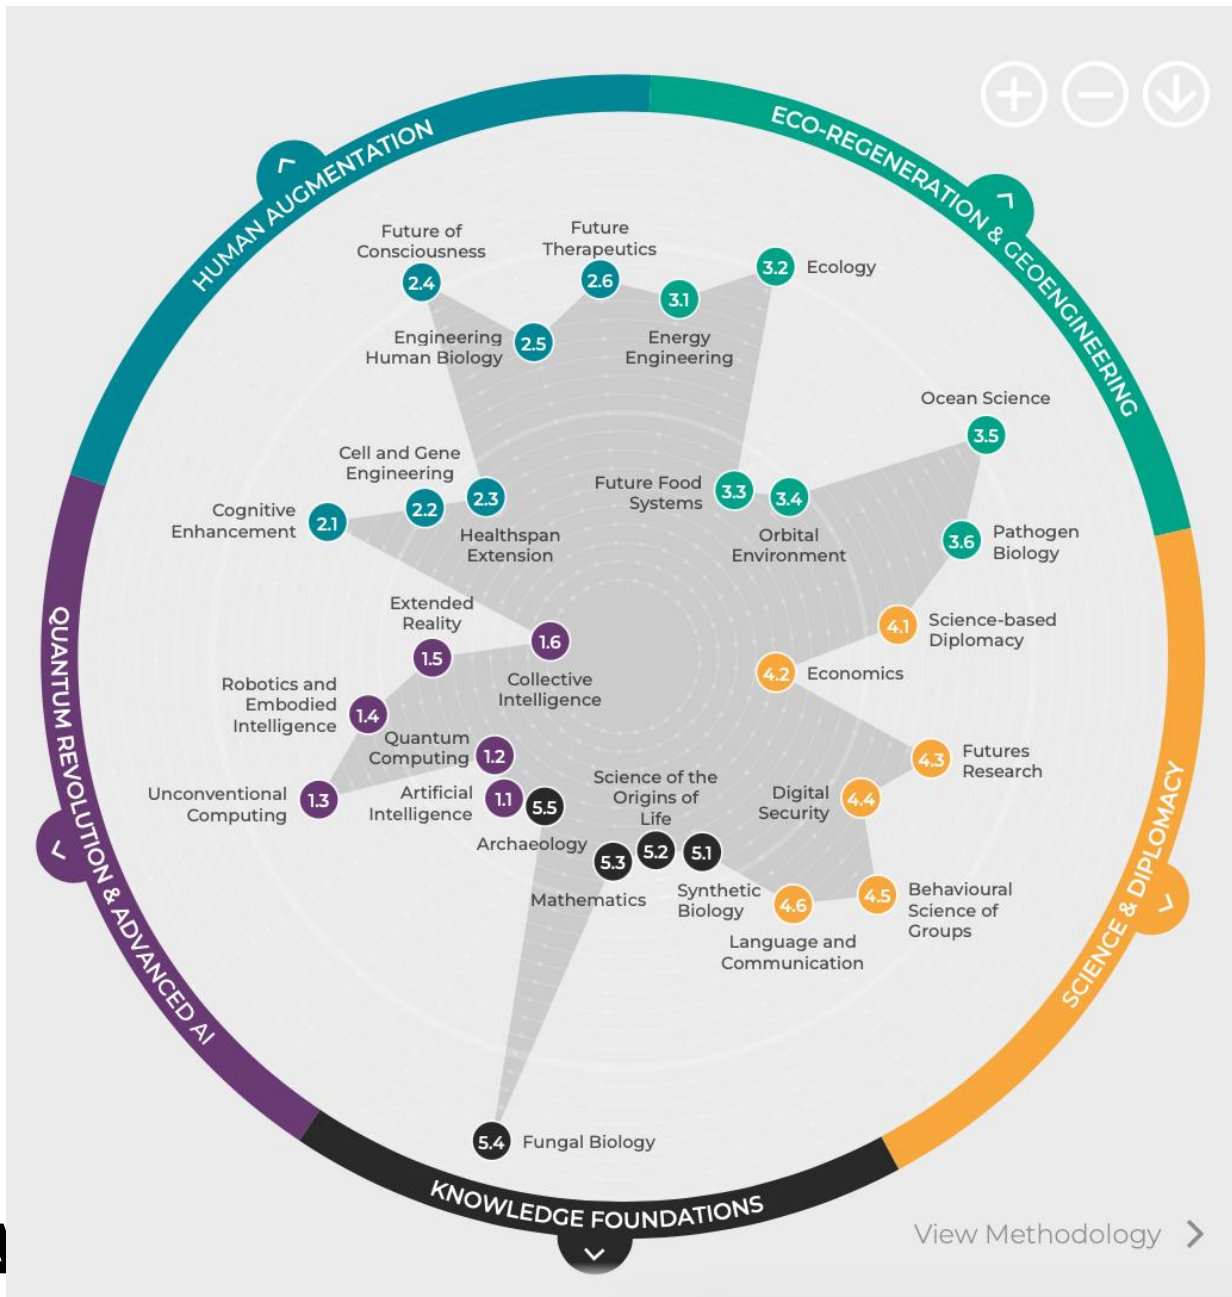 HUMAN AUGMENTATION
ECO-REGENERATION & GEOENGINEERING
Future of
Consciousness
2.4
Future
Therapeutics
2.6
3.2
Ecology
3.1
Energy
Engineering
Engineering
Human Biology
2.5
Ocean Science
3.5
Cell and Gene
Engineering
2.2
2.3
Healthspan
Extension
Cognitive
Enhancement
2.1
Future Food
Systems
3.3
3.4
Orbital
Environment
3.6
Pathogen
Biology
Extended
Reality
1.5
1.6
Collective
Intelligence
4.1
Science-based
Diplomacy
4.2
Economics
Robotics and
Embodied
Intelligence
1.4
Quantum
Computing
1.2
Unconventional
Computing
1.3
Artificial
Intelligence
1.1
5.5
Archaeology
Science of the
Origins of
Life
5.2
5.3
Mathematics
5.1
Synthetic
Biology
4.3
Futures
Research
Digital
Security
4.4
4.5
Behavioural
Science of
Groups
4.6
Language and
Communication
5.4
Fungal Biology
QUANTUM REVOLUTION & ADVANCED AI
SCIENCE & DIPLOMACY
KNOWLEDGE FOUNDATIONS
View Methodology